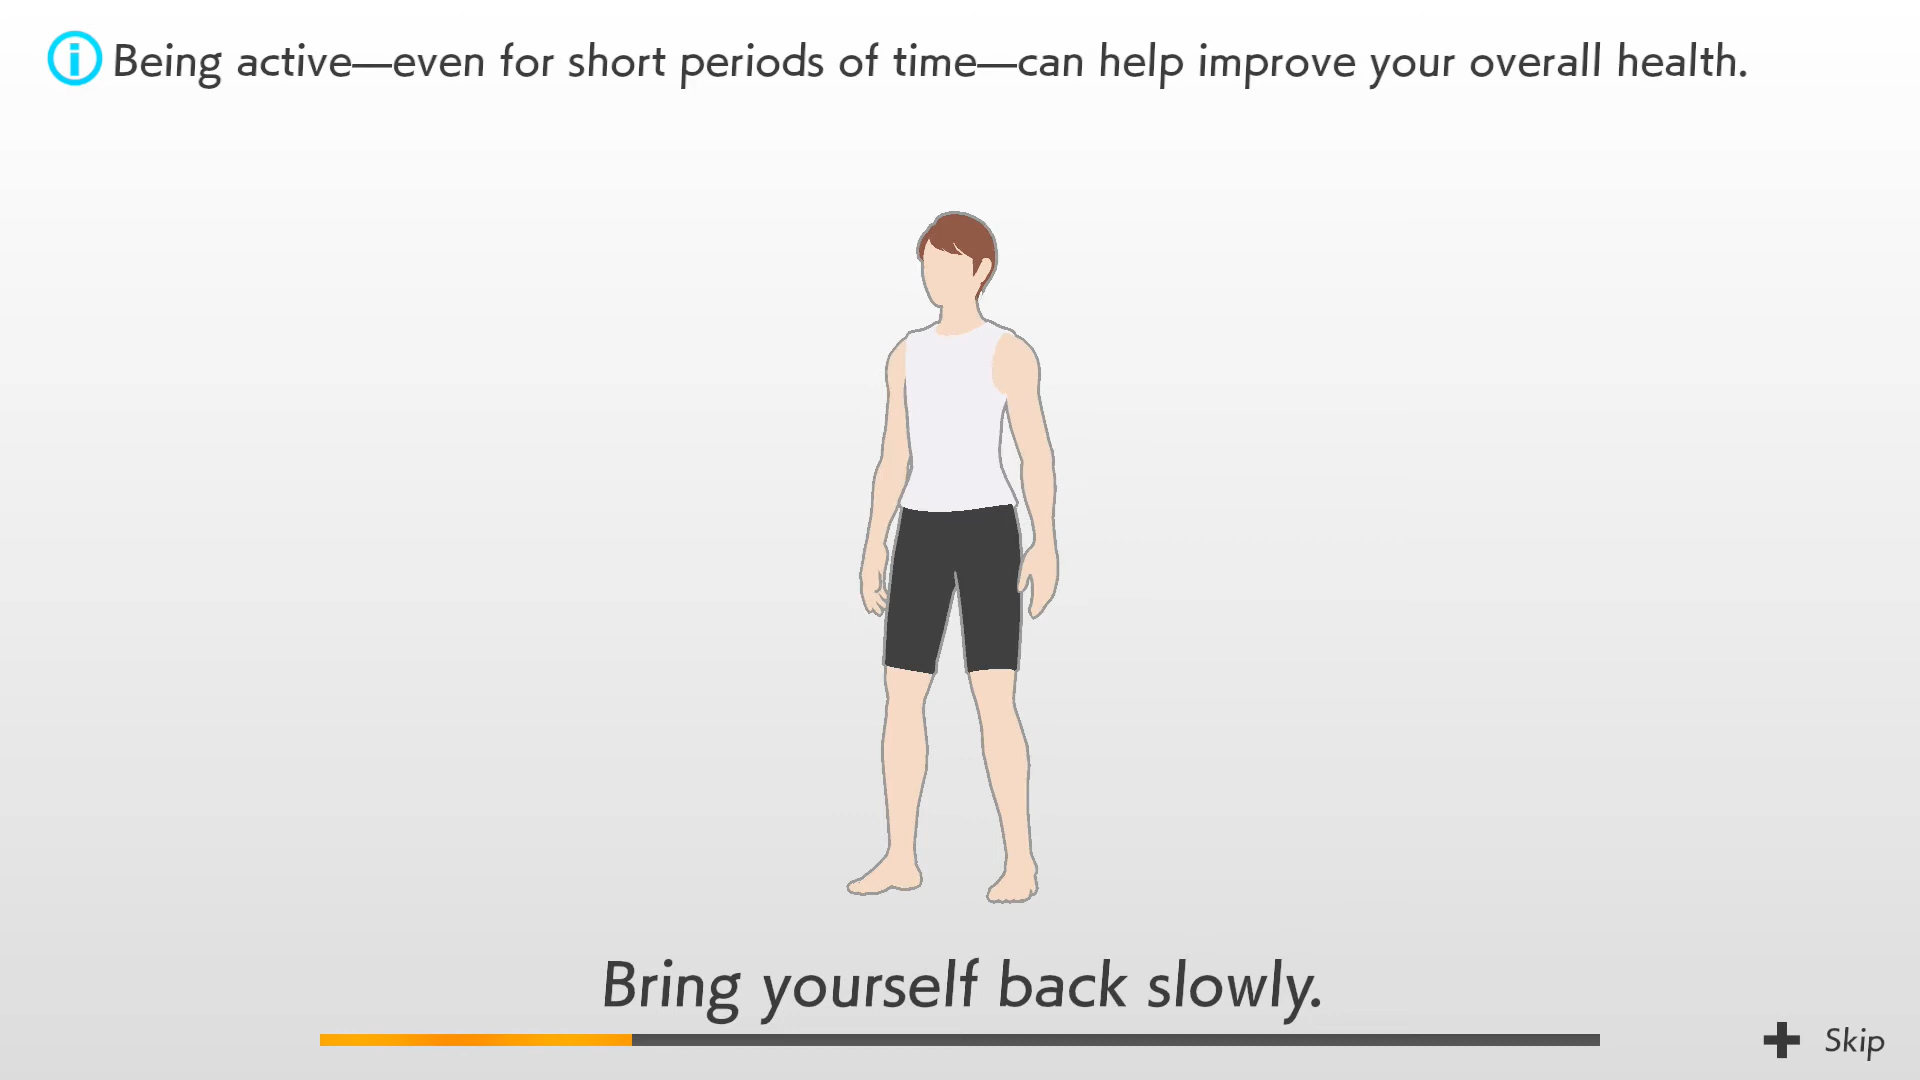 Being active—even for short periods of time—can help improve your overall health.
Bring yourself back slowly.
Skip